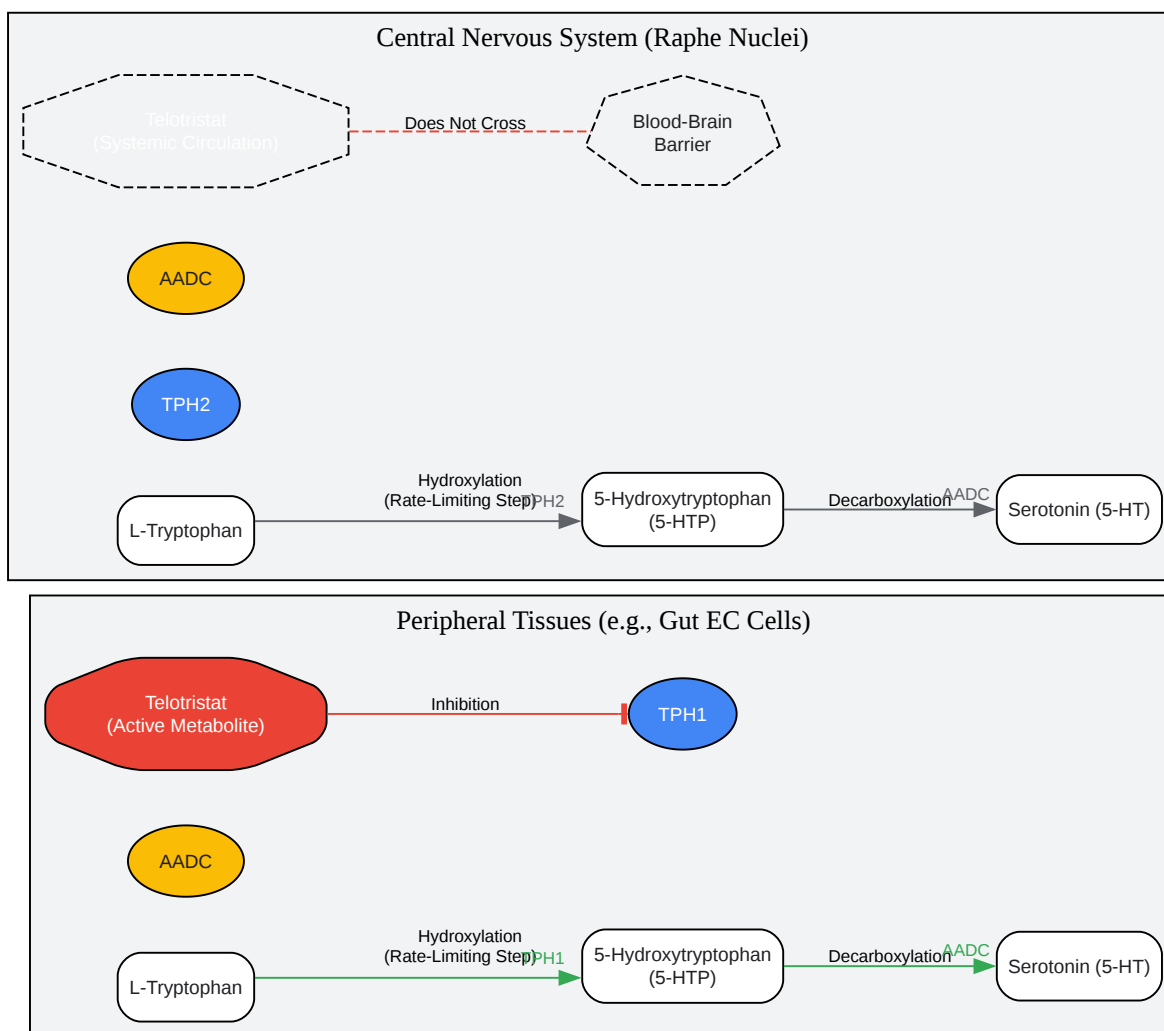 Central Nervous System (Raphe Nuclei)
Telotristat
(Systemic Circulation)
Does Not Cross
Blood-Brain
Barrier
AADC
TPH2
L-Tryptophan
Hydroxylation
(Rate-Limiting Step)
TPH2
5-Hydroxytryptophan
(5-HTP)
Decarboxylation
AADC
Serotonin (5-HT)
Peripheral Tissues (e.g., Gut EC Cells)
Telotristat
(Active Metabolite)
Inhibition
TPH1
AADC
L-Tryptophan
Hydroxylation
(Rate-Limiting Step)
TPH1
5-Hydroxytryptophan
(5-HTP)
Decarboxylation
AADC
Serotonin (5-HT)